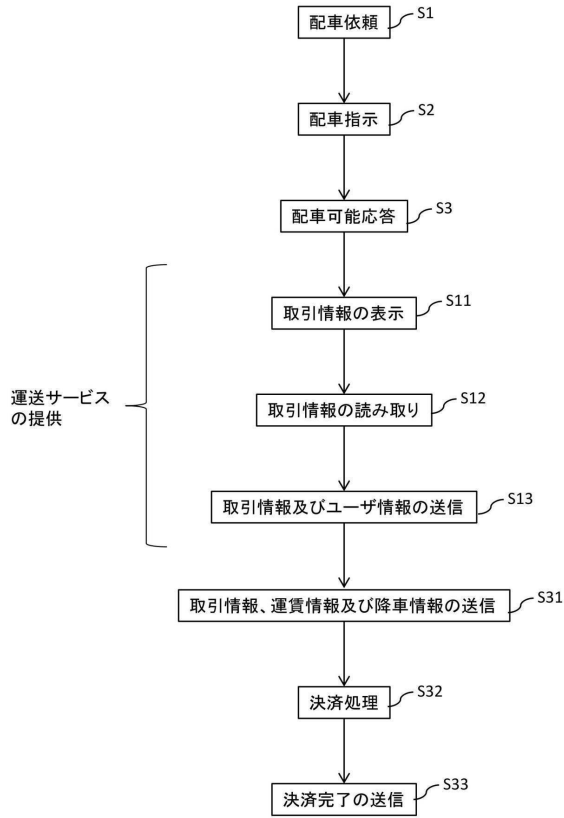 配車依頼
S1
配車指示
S2
配車可能応答
S3
取引情報の表示
S11
運送サービス
の提供
取引情報の読み取り
S12
取引情報及びユーザ情報の送信
S13
取引情報、運賃情報及び降車情報の送信
S31
決済処理
S32
決済完了の送信
S33